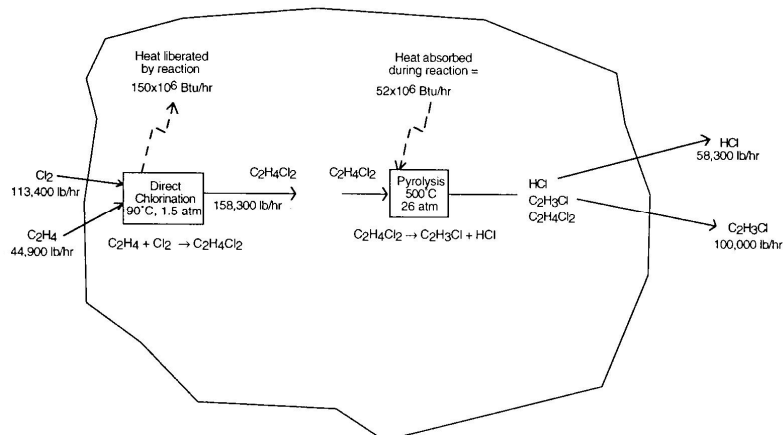 Heat liberated
by reaction
150x10⁶ Btu/hr
Heat absorbed
during reaction =
52x10⁶ Btu/hr
Cl2
113,400 lb/hr
C2H4
44,900 lb/hr
Direct
Chlorination
90˚C, 1.5 atm
C2H4 + Cl2 → C2H4Cl2
C2H4Cl2
158,300 lb/hr
C2H4Cl2
Pyrolysis
500˚C
26 atm
C2H4Cl2 → C2H3Cl + HCl
HCl
C2H3Cl
C2H4Cl2
HCl
58,300 lb/hr
C2H3Cl
100,000 lb/hr